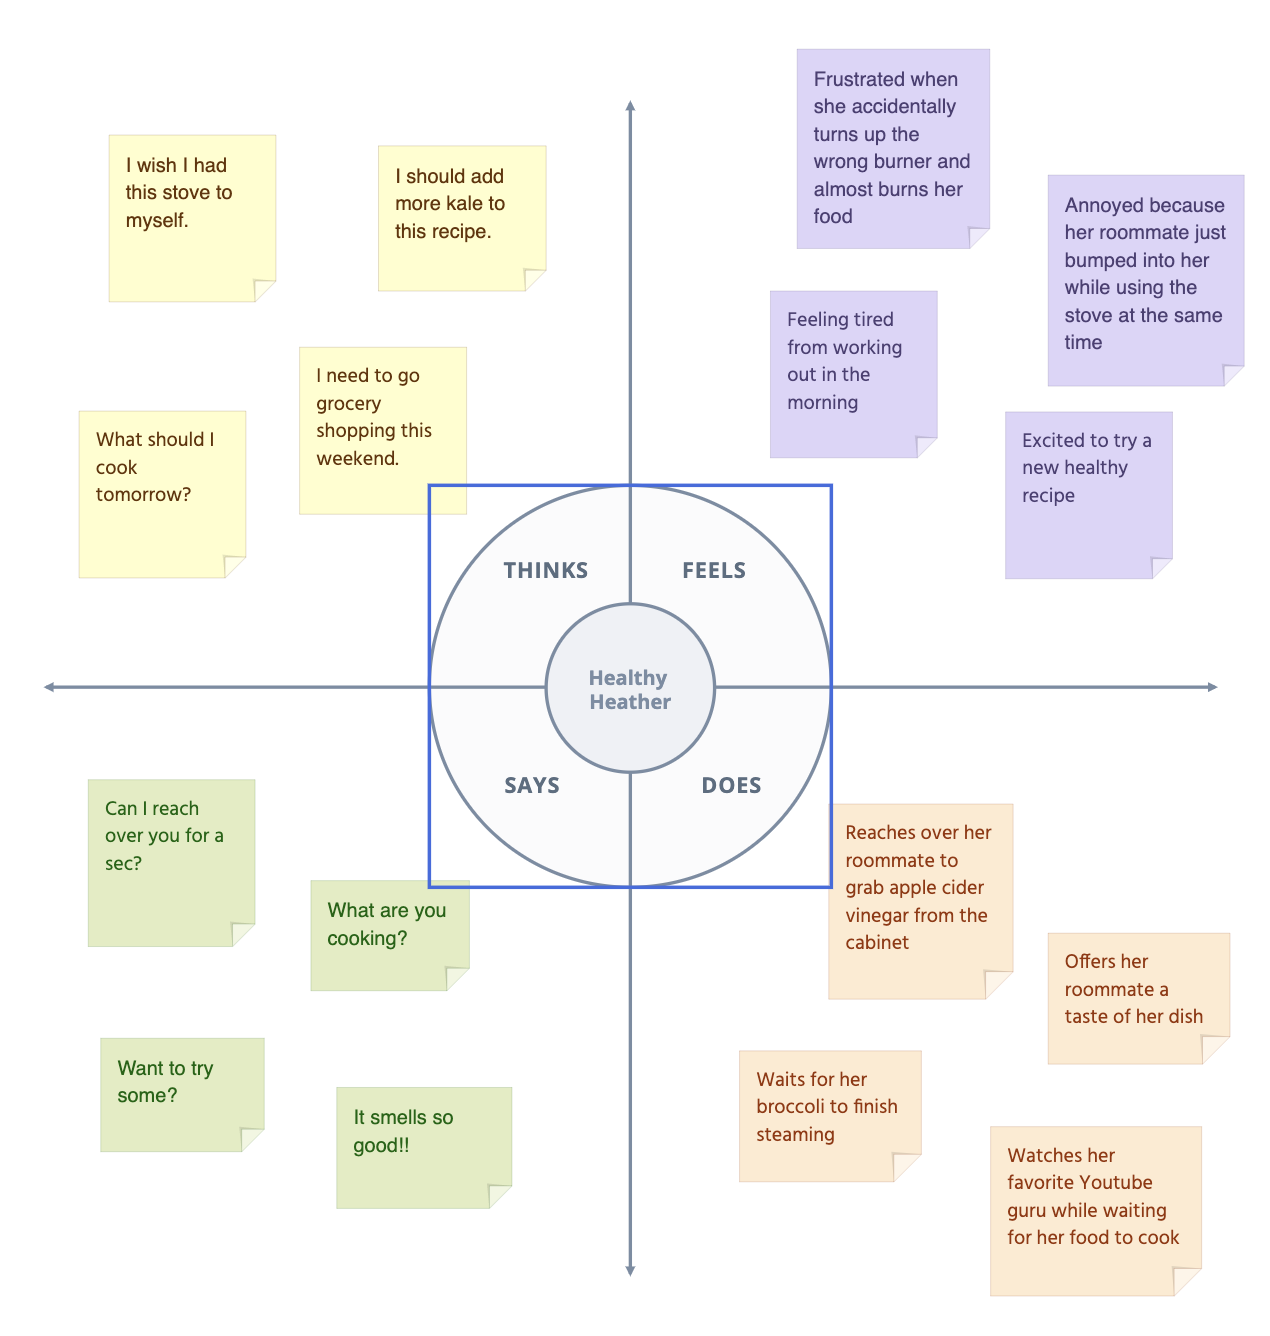 I wish I had
this stove to
myself.
I should add
more kale to
this recipe.
I need to go
grocery
shopping this
weekend.
What should I
cook
tomorrow?
Frustrated when
she accidentally
turns up the
wrong burner and
almost burns her
food
Annoyed because
her roommate just
bumped into her
while using the
stove at the same
time
Feeling tired
from working
out in the
morning
Excited to try a
new healthy
recipe
THINKS
FEELS
Healthy
Heather
SAYS
DOES
Can I reach
over you for a
sec?
What are you
cooking?
Want to try
some?
It smells so
good!!
Reaches over her
roommate to
grab apple cider
vinegar from the
cabinet
Offers her
roommate a
taste of her dish
Waits for her
broccoli to finish
steaming
Watches her
favorite Youtube
guru while waiting
for her food to cook